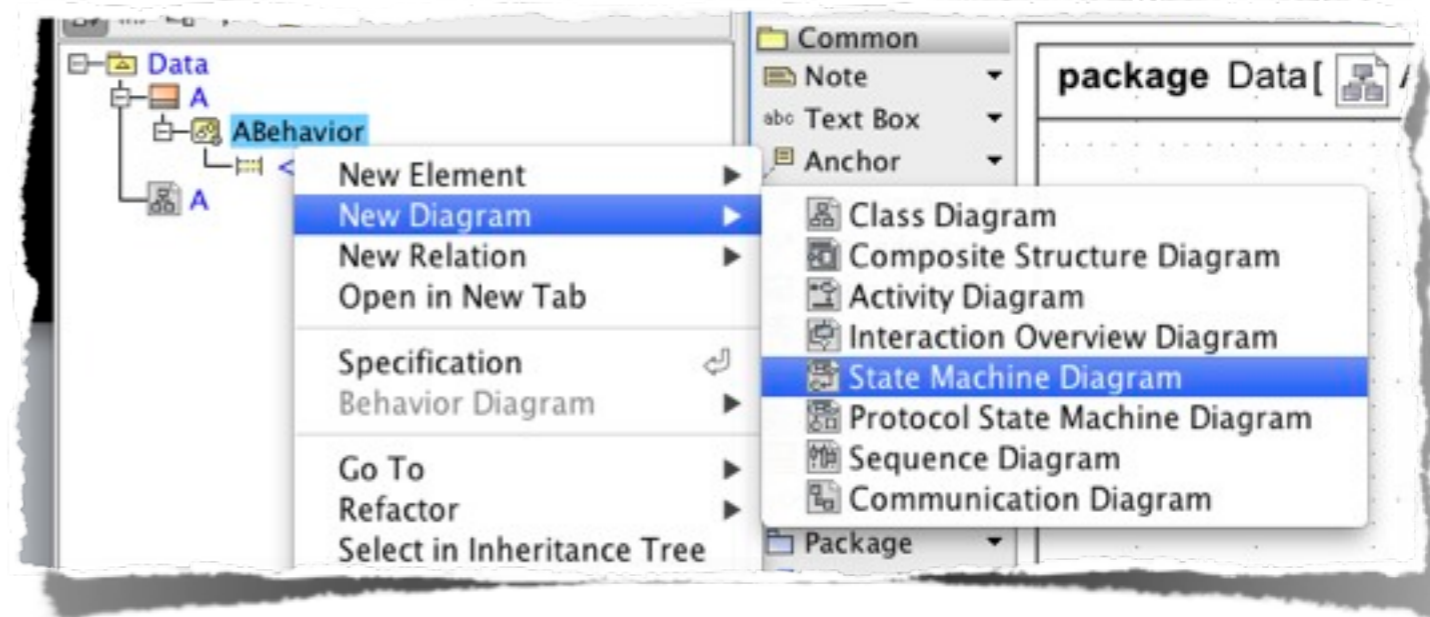 Data
A
ABehavior
<
A
New Element
New Diagram
New Relation
Open in New Tab
Specification
Behavior Diagram
Go To
Refactor
Select in Inheritance Tree
Common
Note
abc Text Box
Anchor
Class Diagram
Composite Structure Diagram
Activity Diagram
Interaction Overview Diagram
State Machine Diagram
Protocol State Machine Diagram
Sequence Diagram
Communication Diagram
Package
package Data[ A